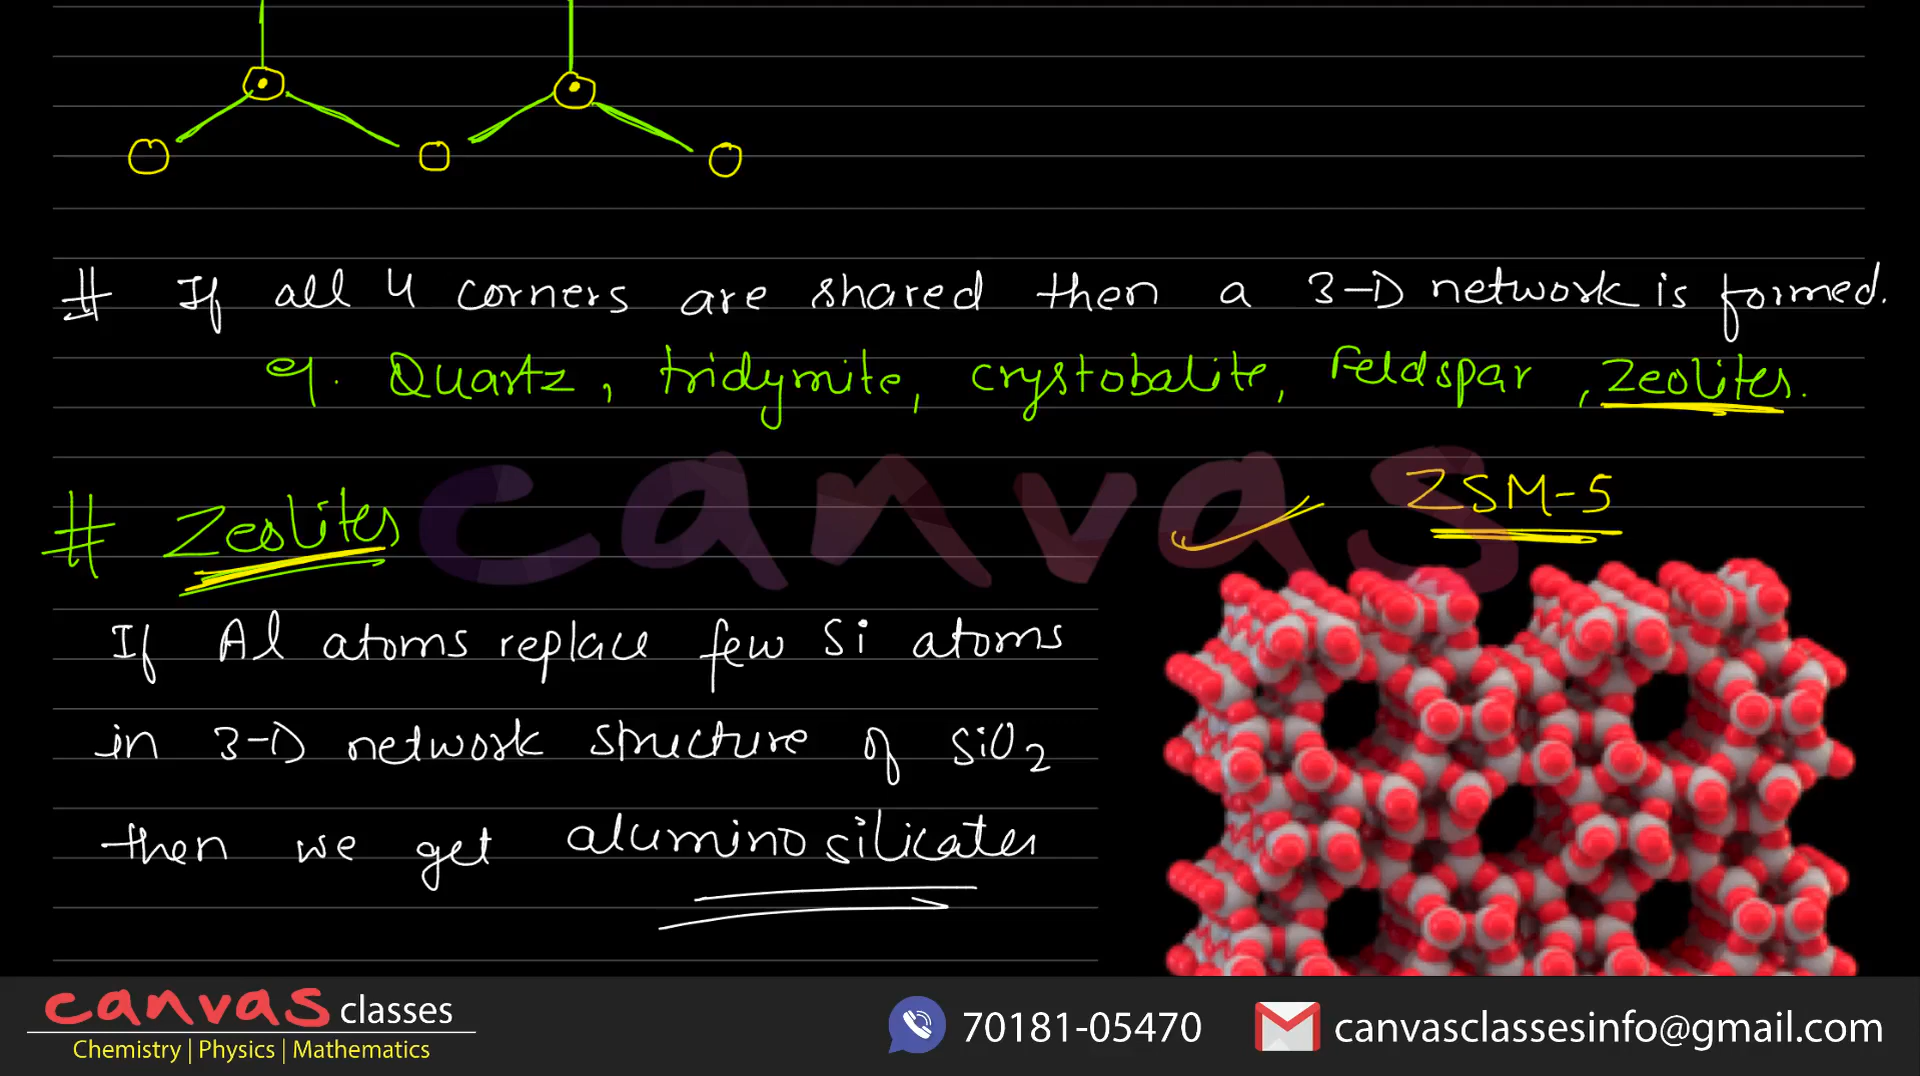 # If all 4 corners are shared then a 3-D network is formed.
eg. Quartz, tridymite, crystobalite, Feldspar, Zeolites.
canvas
ZSM-5
# Zeolites
If Al atoms replace few Si atoms
in 3-D network structure of SiO2
then we get aluminosilicates
canvas classes
Chemistry | Physics | Mathematics
70181-05470
canvasclassesinfo@gmail.com